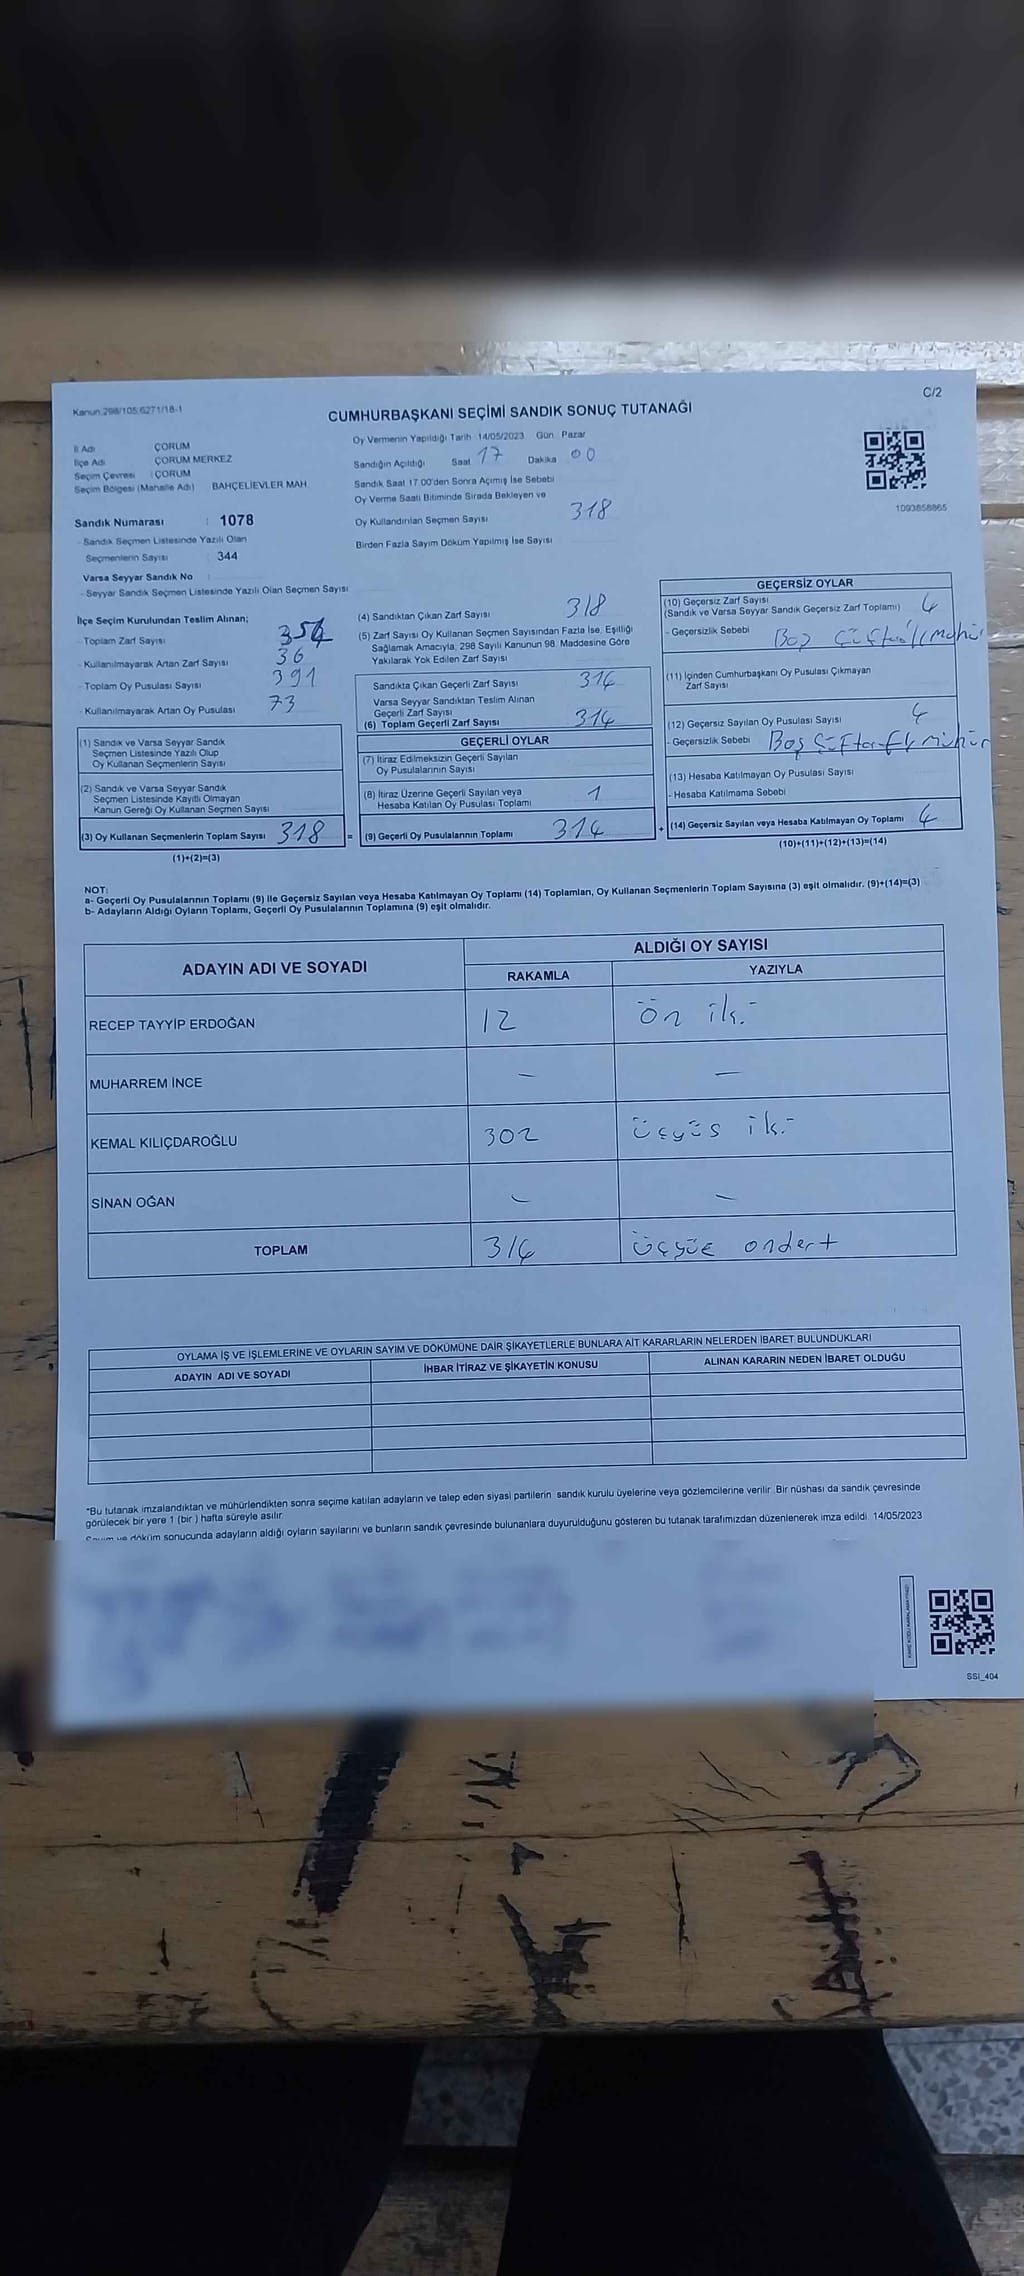 Kanun.298/105;6271/18-1
C/2
CUMHURBAŞKANI SEÇİMİ SANDIK SONUÇ TUTANAĞI
İl Adı : ÇORUM
İlçe Adı : ÇORUM MERKEZ
Seçim Çevresi : ÇORUM
Seçim Bölgesi (Mahalle Adı) BAHÇELİEVLER MAH.
Sandık Numarası : 1078
- Sandık Seçmen Listesinde Yazılı Olan
Seçmenlerin Sayısı : 344
Varsa Seyyar Sandık No :
- Seyyar Sandık Seçmen Listesinde Yazılı Olan Seçmen Sayısı
İlçe Seçim Kurulundan Teslim Alınan;
- Toplam Zarf Sayısı 354
- Kullanılmayarak Artan Zarf Sayısı 36
- Toplam Oy Pusulası Sayısı 391
- Kullanılmayarak Artan Oy Pusulası 73
Oy Vermenin Yapıldığı Tarih 14/05/2023 Gün Pazar
Sandığın Açıldığı Saat 17 Dakika 00
Sandık Saat 17.00'den Sonra Açımış İse Sebebi
Oy Verme Saati Bitiminde Sırada Bekleyen ve
Oy Kullandırılan Seçmen Sayısı 318
Birden Fazla Sayım Döküm Yapılmış İse Sayısı
1093858865
(4) Sandıktan Çıkan Zarf Sayısı 318
(5) Zarf Sayısı Oy Kullanan Seçmen Sayısından Fazla İse, Eşitliği
Sağlamak Amacıyla; 298 Sayılı Kanunun 98. Maddesine Göre
Yakılarak Yok Edilen Zarf Sayısı
Sandıkta Çıkan Geçerli Zarf Sayısı 314
Varsa Seyyar Sandıktan Teslim Alınan
Geçerli Zarf Sayısı
(6) Toplam Geçerli Zarf Sayısı 314
GEÇERSİZ OYLAR
(10) Geçersiz Zarf Sayısı
(Sandık ve Varsa Seyyar Sandık Geçersiz Zarf Toplamı) 4
- Geçersizlik Sebebi Boş Mühür
(11) İçinden Cumhurbaşkanı Oy Pusulası Çıkmayan
Zarf Sayısı
(12) Geçersiz Sayılan Oy Pusulası Sayısı 4
- Geçersizlik Sebebi Boş mühür
(13) Hesaba Katılmayan Oy Pusulası Sayısı
- Hesaba Katılmama Sebebi
(14) Geçersiz Sayılan veya Hesaba Katılmayan Oy Toplamı 4
(10)+(11)+(12)+(13)=(14)
(1) Sandık ve Varsa Seyyar Sandık
Seçmen Listesinde Yazılı Olup
Oy Kullanan Seçmenlerin Sayısı
(2) Sandık ve Varsa Seyyar Sandık
Seçmen Listesinde Kayıtlı Olmayan
Kanun Gereği Oy Kullanan Seçmen Sayısı
(3) Oy Kullanan Seçmenlerin Toplam Sayısı 318 =
(1)+(2)=(3)
GEÇERLİ OYLAR
(7) İtiraz Edilmeksizin Geçerli Sayılan
Oy Pusulalarının Sayısı
(8) İtiraz Üzerine Geçerli Sayılan veya
Hesaba Katılan Oy Pusulası Toplamı 1
(9) Geçerli Oy Pusulalarının Toplamı 314 +
NOT:
a- Geçerli Oy Pusulalarının Toplamı (9) ile Geçersiz Sayılan veya Hesaba Katılmayan Oy Toplamı (14) Toplamları, Oy Kullanan Seçmenlerin Toplam Sayısına (3) eşit olmalıdır. (9)+(14)=(3)
b- Adayların Aldığı Oyların Toplamı, Geçerli Oy Pusulalarının Toplamına (9) eşit olmalıdır.
ADAYIN ADI VE SOYADI
ALDIĞI OY SAYISI
RAKAMLA YAZIYLA
RECEP TAYYİP ERDOĞAN 12 ön iki
MUHARREM İNCE – –
KEMAL KILIÇDAROĞLU 302 üçyüs iki
SİNAN OĞAN – –
TOPLAM 314 üçyüz ondert
OYLAMA İŞ VE İŞLEMLERİNE VE OYLARIN SAYIM VE DÖKÜMÜNE DAİR ŞİKAYETLERLE BUNLARA AİT KARARLARIN NELERDEN İBARET BULUNDUKLARI
ADAYIN ADI VE SOYADI İHBAR İTİRAZ VE ŞİKAYETİN KONUSU ALINAN KARARIN NEDEN İBARET OLDUĞU
*Bu tutanak imzalandıktan ve mühürlendikten sonra seçime katılan adayların ve talep eden siyasi partilerin sandık kurulu üyelerine veya gözlemcilerine verilir. Bir nüshası da sandık çevresinde
görülecek bir yere 1 (bir ) hafta süreyle asılır.
Sayım ve döküm sonucunda adayların aldığı oyların sayılarını ve bunların sandık çevresinde bulunanlara duyurulduğunu gösteren bu tutanak tarafımızdan düzenlenerek imza edildi. 14/05/2023
SSI_404